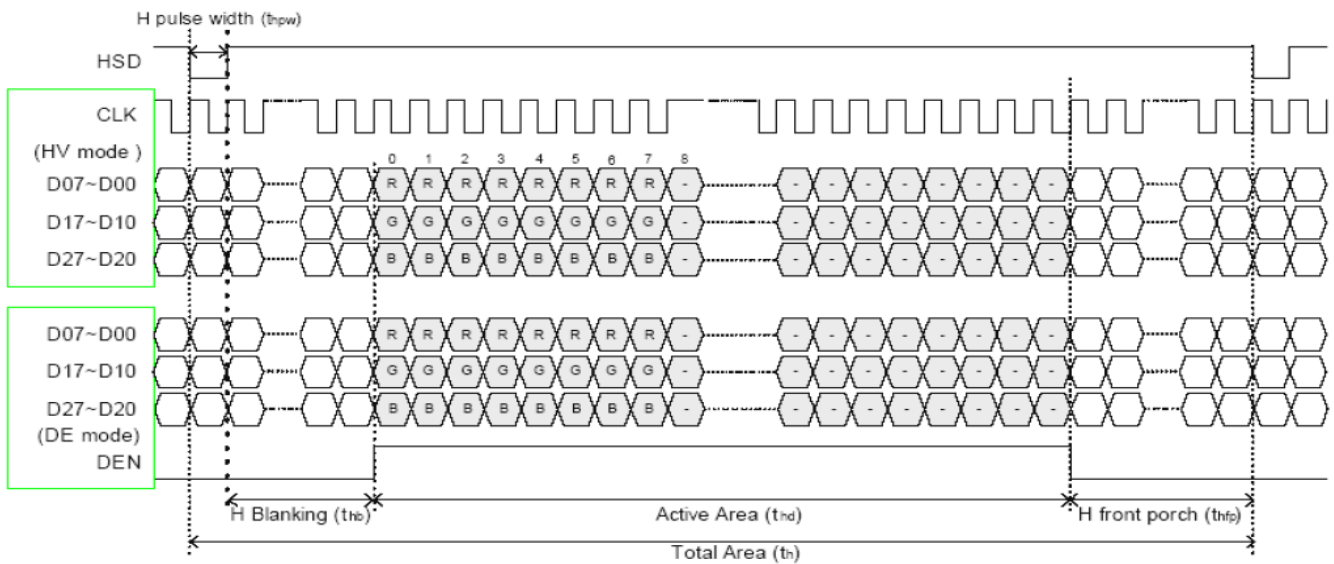 H pulse width (thpw)
HSD
CLK
(HV mode )
0 1 2 3 4 5 6 7 8
D07~D00 R R R R R R R R - - - - - - - - -
D17~D10 G G G G G G G G - - - - - - - - -
D27~D20 B B B B B B B B - - - - - - - - -
D07~D00 R R R R R R R R - - - - - - - - -
D17~D10 G G G G G G G G - - - - - - - - -
D27~D20 B B B B B B B B - - - - - - - - -
(DE mode)
DEN
H Blanking (thb) Active Area (thd) H front porch (thfp)
Total Area (th)